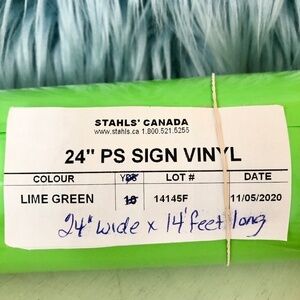 STAHLS' CANADA
www.stahls.ca 1.800.521.5255
24" PS SIGN VINYL
COLOUR YDS LOT # DATE
LIME GREEN 10 14145F 11/05/2020
24" wide x 14' feet long